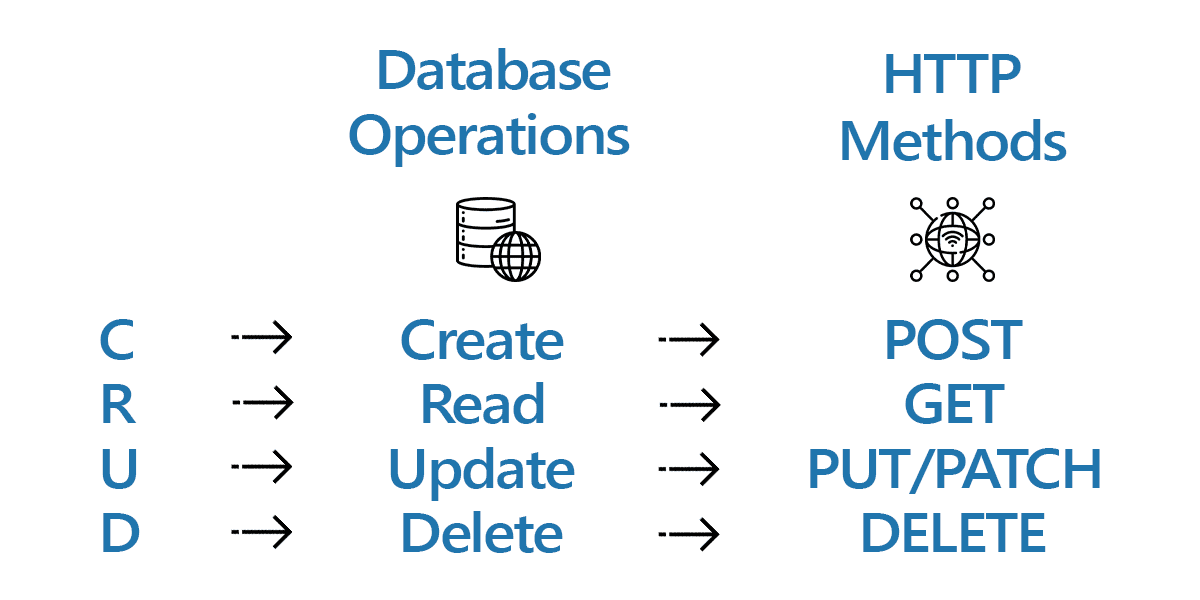 Database
Operations
HTTP
Methods
C → Create → POST
R → Read → GET
U → Update → PUT/PATCH
D → Delete → DELETE